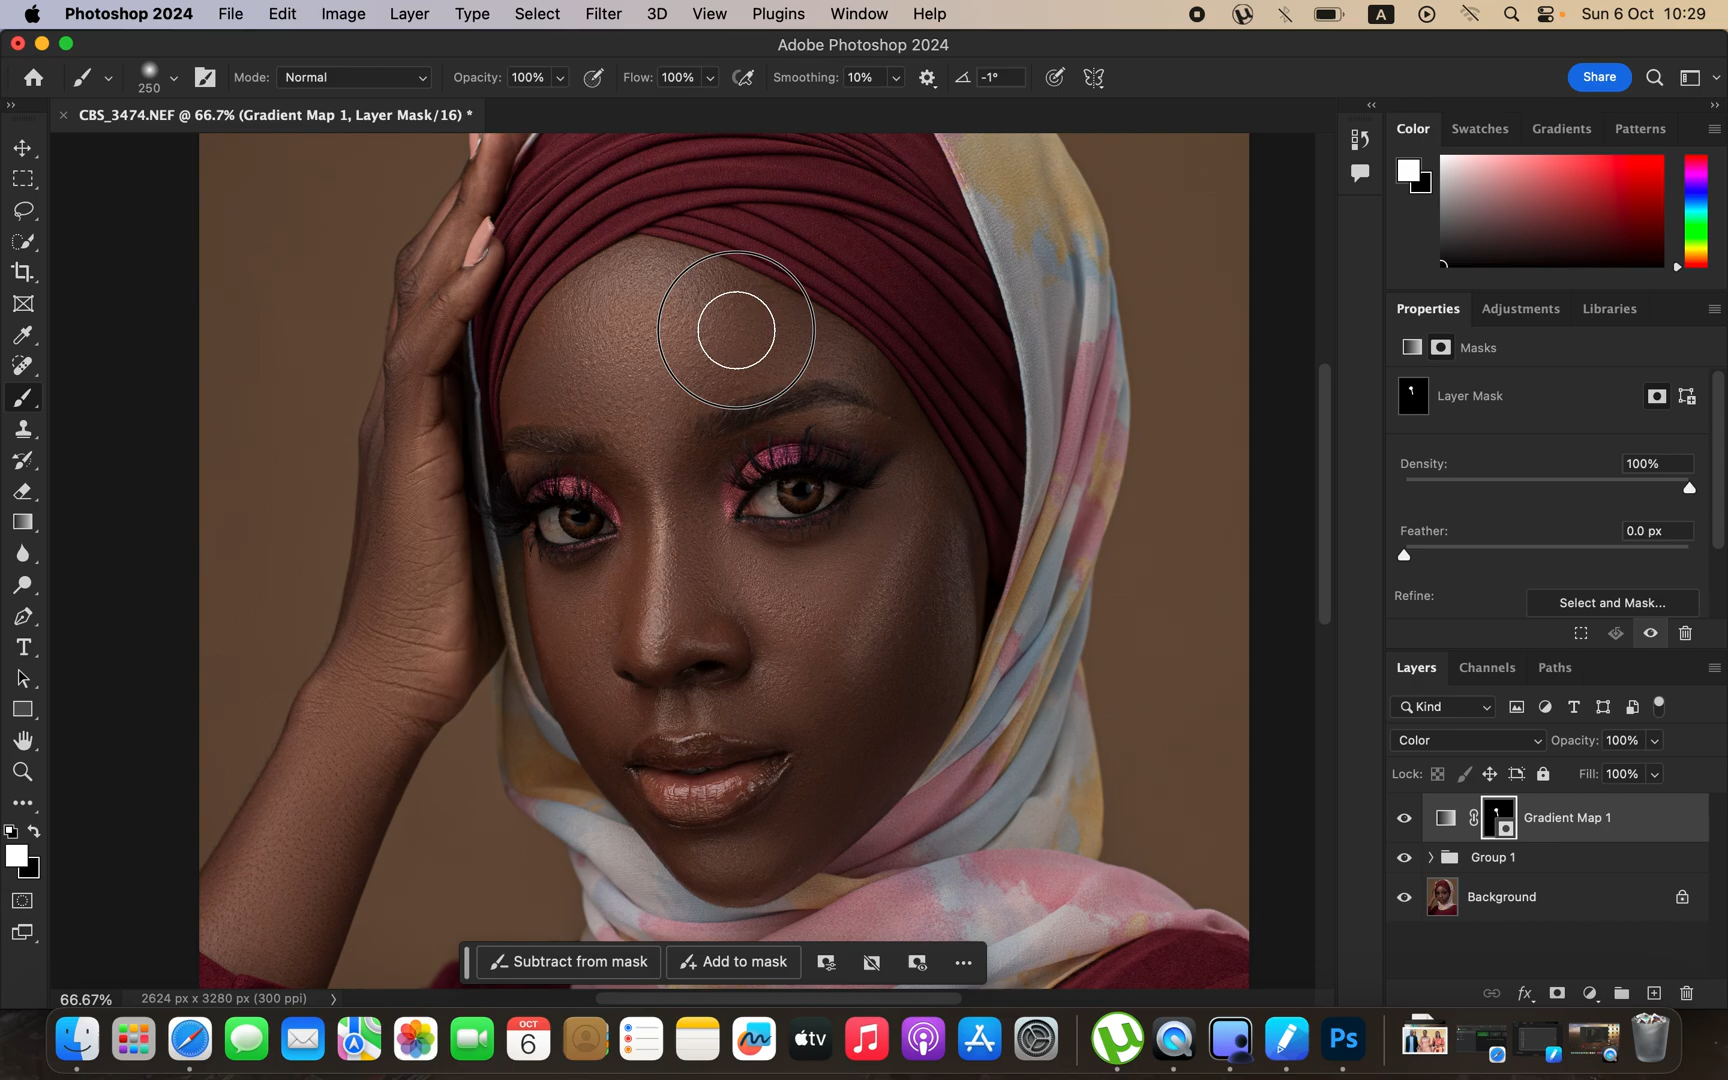 Photoshop 2024 File Edit Image Layer Type Select Filter 3D View Plugins Window Help A Sun 6 Oct 10:29
Adobe Photoshop 2024
250 Mode: Normal Opacity: 100% Flow: 100% Smoothing: 10% -1° Share
CBS_3474.NEF @ 66.7% (Gradient Map 1, Layer Mask/16) *
Color Swatches Gradients Patterns
Properties Adjustments Libraries
Masks
Layer Mask
Density: 100%
Feather: 0.0 px
Refine:
Select and Mask...
Layers Channels Paths
Kind
Color Opacity: 100%
Lock: Fill: 100%
Gradient Map 1
Group 1
Background
Subtract from mask Add to mask
66.67% 2624 px x 3280 px (300 ppi)
fx
OCT
6
tv
Ps